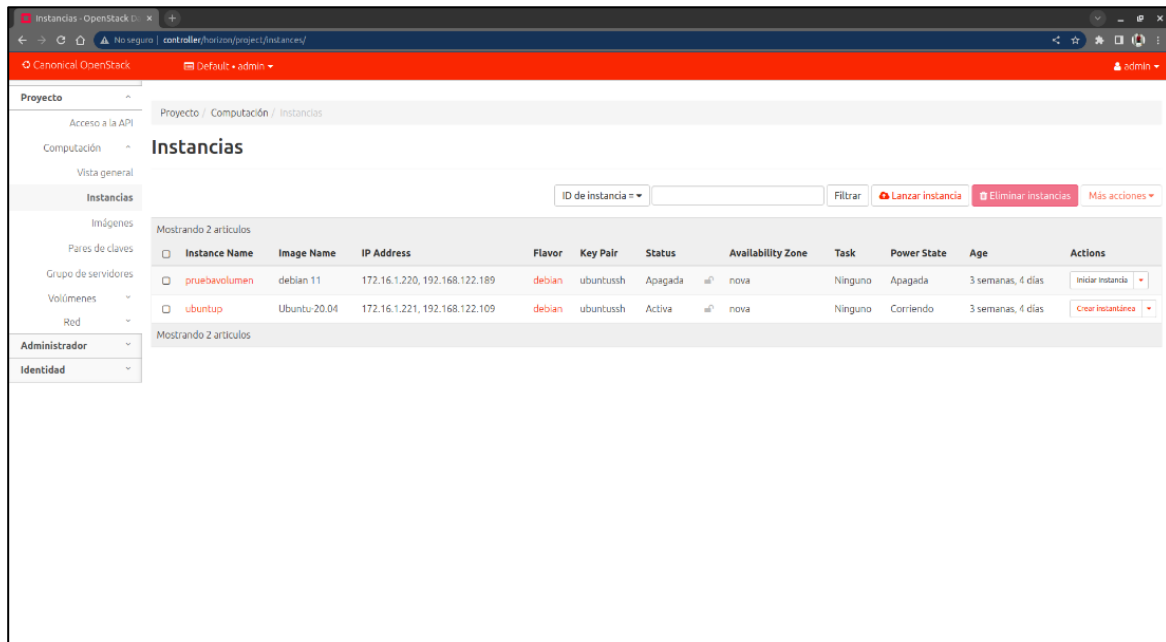 Instancias - OpenStack D
No seguro | controller/horizon/project/instances/
Canonical OpenStack
Default • admin
admin
Proyecto
Acceso a la API
Computación
Vista general
Instancias
Imágenes
Pares de claves
Grupo de servidores
Volúmenes
Red
Administrador
Identidad
Proyecto / Computación / Instancias
Instancias
ID de instancia = Filtrar Lanzar instancia Eliminar instancias Más acciones
Mostrando 2 articulos
Instance Name Image Name IP Address Flavor Key Pair Status Availability Zone Task Power State Age Actions
pruebavolumen debian 11 172.16.1.220, 192.168.122.189 debian ubuntussh Apagada nova Ninguno Apagada 3 semanas, 4 días Iniciar Instancia
ubuntup Ubuntu-20.04 172.16.1.221, 192.168.122.109 debian ubuntussh Activa nova Ninguno Corriendo 3 semanas, 4 días Crear instantánea
Mostrando 2 articulos